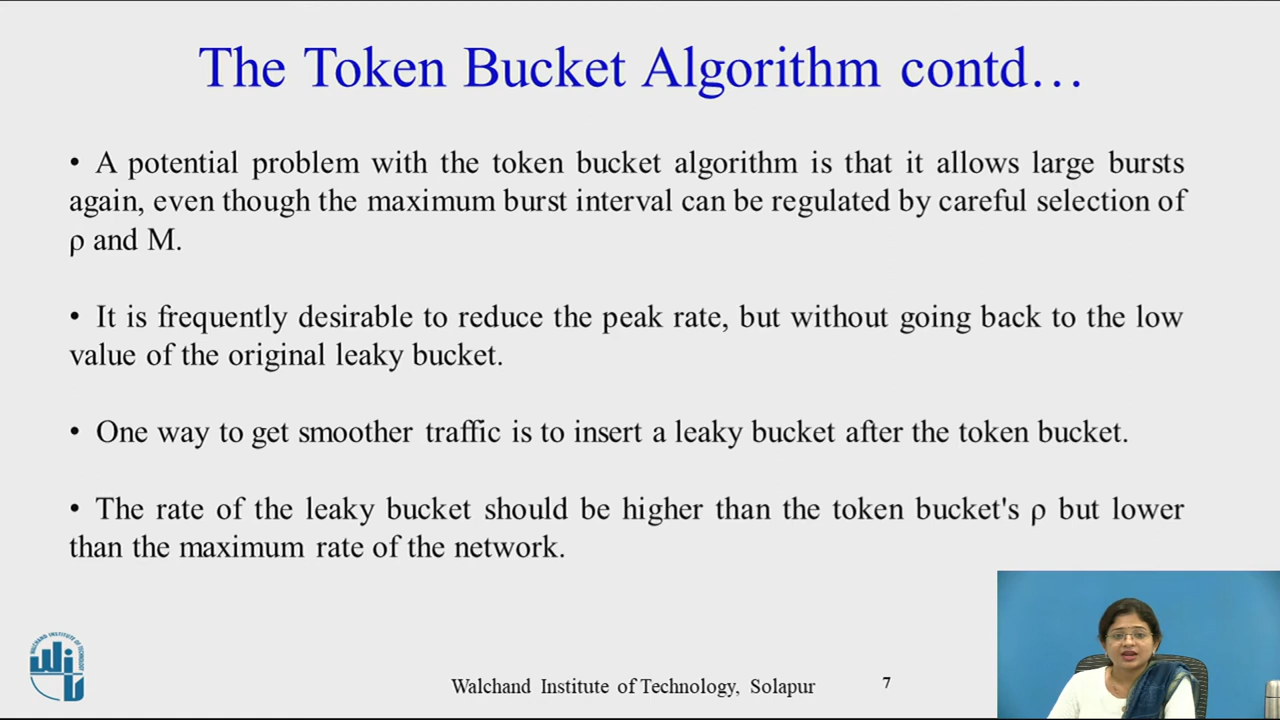 The Token Bucket Algorithm contd…
• A potential problem with the token bucket algorithm is that it allows large bursts
again, even though the maximum burst interval can be regulated by careful selection of
ρ and M.
• It is frequently desirable to reduce the peak rate, but without going back to the low
value of the original leaky bucket.
• One way to get smoother traffic is to insert a leaky bucket after the token bucket.
• The rate of the leaky bucket should be higher than the token bucket's ρ but lower
than the maximum rate of the network.
WALCHAND INSTITUTE OF TECHNOLOGY
WIT
Walchand Institute of Technology, Solapur
7